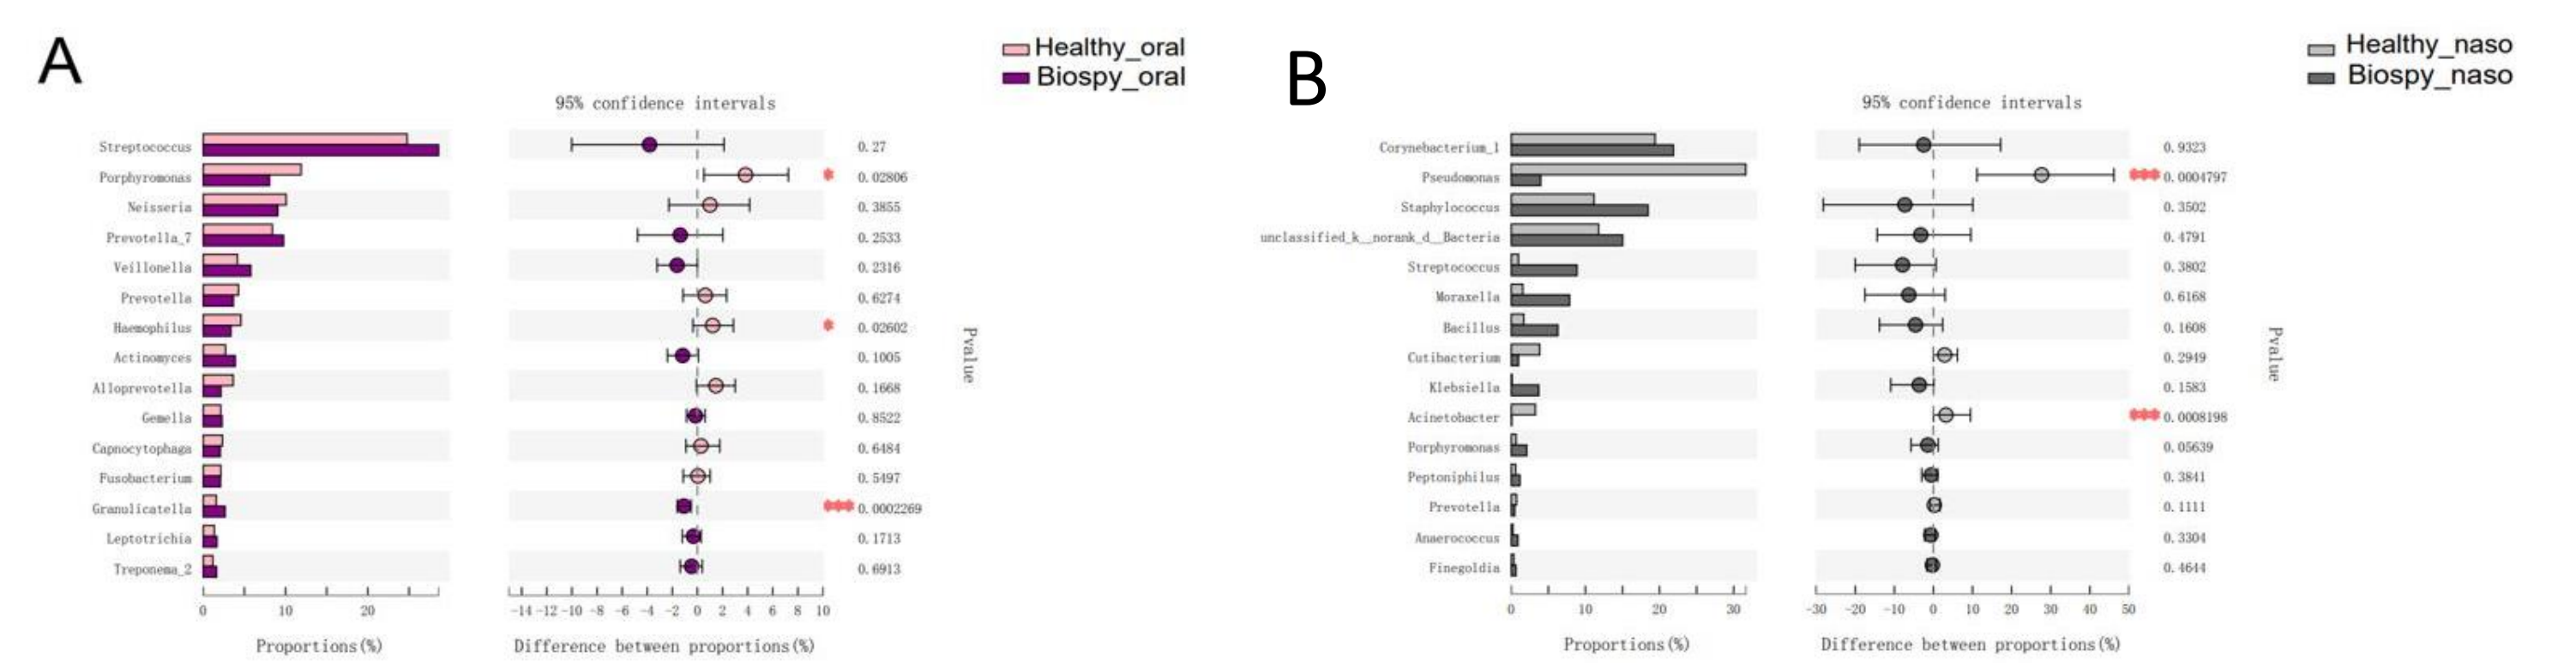 A
Healthy_oral
Biospy_oral
95% confidence intervals
Streptococcus 0.27
Porphyromonas * 0.02806
Neisseria 0.3855
Prevotella_7 0.2533
Veillonella 0.2316
Prevotella 0.6274
Haemophilus * 0.02602
Actinomyces 0.1005
Alloprevotella 0.1668
Gemella 0.8522
Capnocytophaga 0.6484
Fusobacterium 0.5497
Granulicatella *** 0.0002269
Leptotrichia 0.1713
Treponema_2 0.6913
Pvalue
0 10 20
-14 -12 -10 -8 -6 -4 -2 0 2 4 6 8 10
Proportions(%)
Difference between proportions(%)
B
Healthy_naso
Biospy_naso
95% confidence intervals
Corynebacterium_1 0.9323
Pseudomonas *** 0.0004797
Staphylococcus 0.3502
unclassified_k__norank_d__Bacteria 0.4791
Streptococcus 0.3802
Moraxella 0.6168
Bacillus 0.1608
Cutibacterium 0.2949
Klebsiella 0.1583
Acinetobacter *** 0.0008198
Porphyromonas 0.05639
Peptoniphilus 0.3841
Prevotella 0.1111
Anaerococcus 0.3304
Finegoldia 0.4644
Pvalue
0 10 20 30
-30 -20 -10 0 10 20 30 40 50
Proportions(%)
Difference between proportions(%)